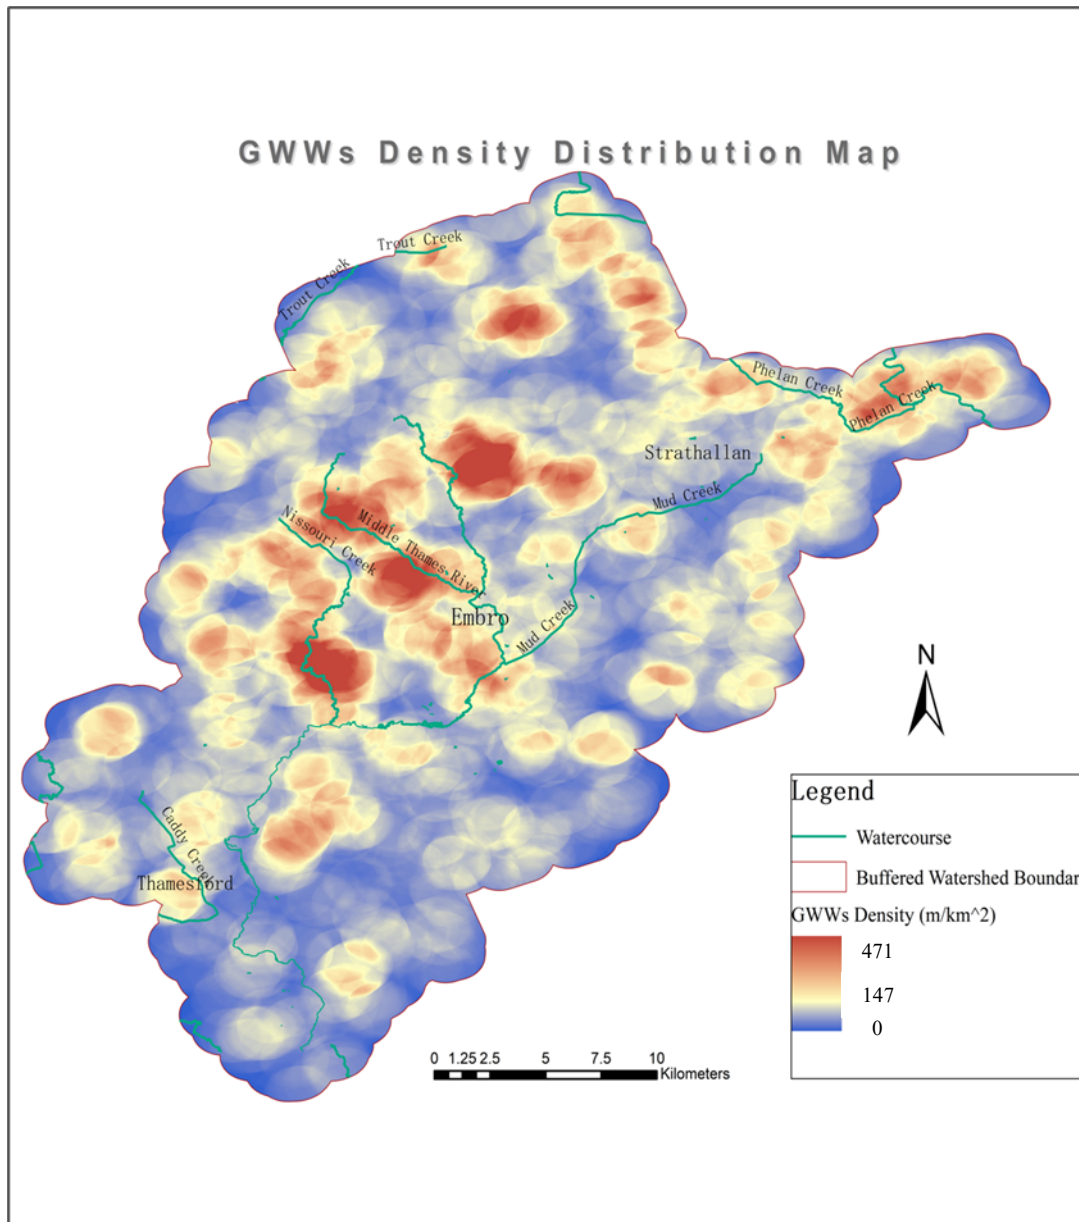 GWWs Density Distribution Map
Trout Creek
Trout Creek
Phelan Creek
Phelan Creek
Strathallan
Mud Creek
Nissouri Creek
Middle Thames River
Embro
Mud Creek
N
Caddy Creek
Thamesford
Legend
Watercourse
Buffered Watershed Boundar
GWWs Density (m/km^2)
471
147
0
0 1.25 2.5 5 7.5 10
Kilometers